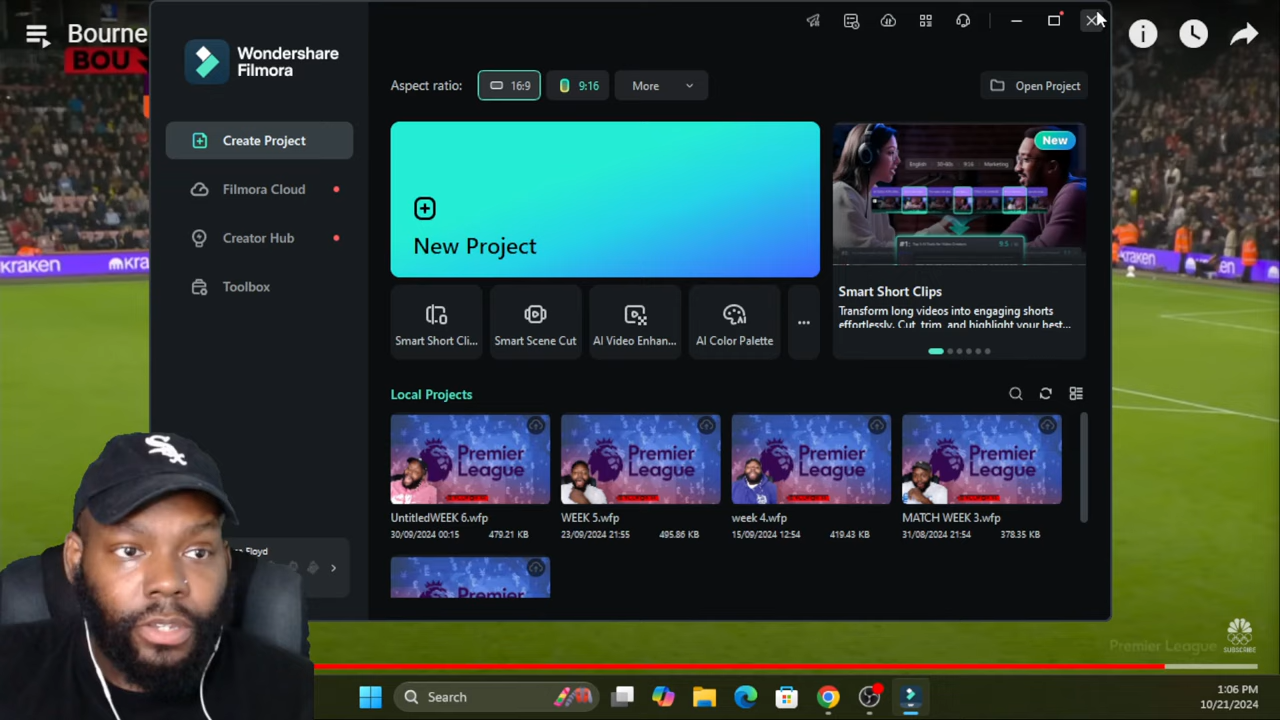 Bourne
BOU
Wondershare
Filmora
Aspect ratio:
16:9
9:16
More
Open Project
Create Project
Filmora Cloud
Creator Hub
Toolbox
New Project
New
Smart Short Clips
Transform long videos into engaging shorts
effortlessly. Cut, trim, and highlight your best...
Smart Short Cli...
Smart Scene Cut
AI Video Enhan...
AI Color Palette
Local Projects
Premier
League
Premier
League
Premier
League
Premier
League
UntitledWEEK 6.wfp
30/09/2024 00:15
479.21 KB
WEEK 5.wfp
23/09/2024 21:55
495.86 KB
week 4.wfp
15/09/2024 12:54
419.43 KB
MATCH WEEK 3.wfp
31/08/2024 21:54
378.35 KB
Floyd
kraken
Premier League
SUBSCRIBE
Search
1:06 PM
10/21/2024